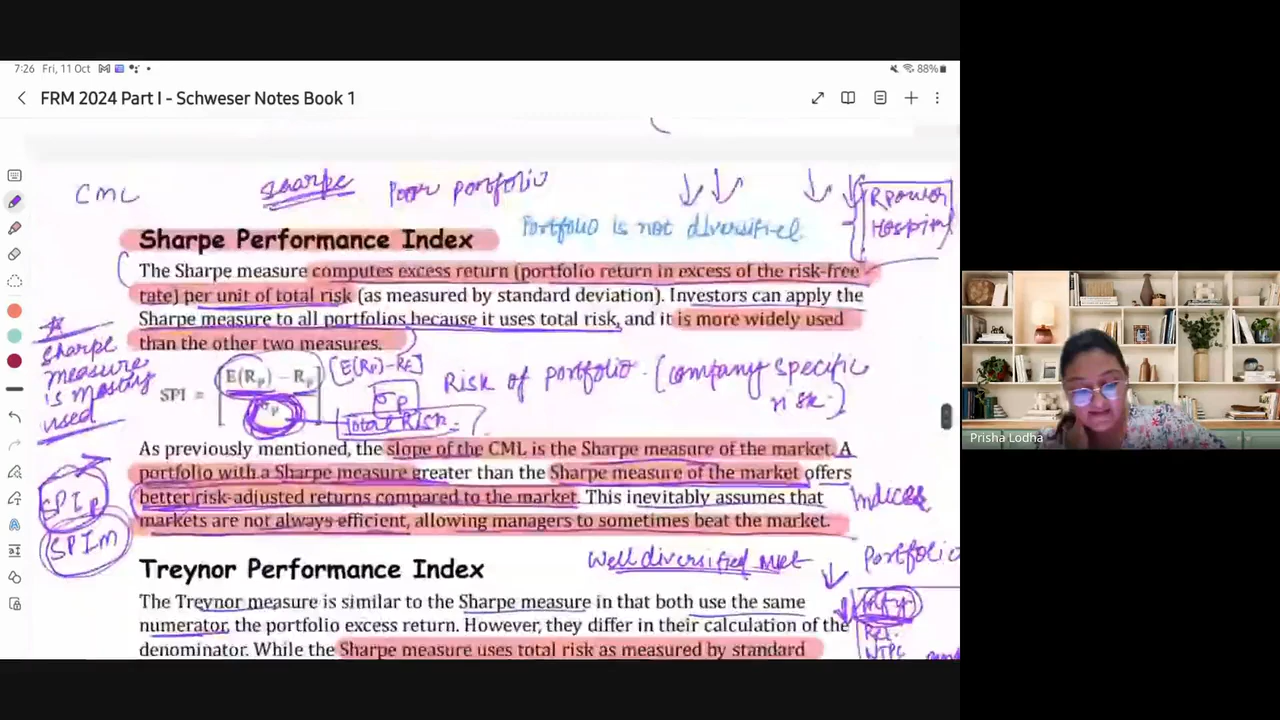 7:26 Fri, 11 Oct
88%
FRM 2024 Part I - Schweser Notes Book 1
CML
Sharpe
Poor portfolio
RPower
Hospital
Portfolio is not diversified.
Sharpe Performance Index
The Sharpe measure computes excess return (portfolio return in excess of the risk-free
rate) per unit of total risk (as measured by standard deviation). Investors can apply the
Sharpe measure to all portfolios because it uses total risk, and it is more widely used
than the other two measures.
Sharpe
measure
is mostly
used
SPI =
E(Rp) – RF
[E(Rp) - RF]
σp
Total Risk.
Risk of portfolio. (company specific
risk.)
As previously mentioned, the slope of the CML is the Sharpe measure of the market. A
portfolio with a Sharpe measure greater than the Sharpe measure of the market offers
better risk-adjusted returns compared to the market. This inevitably assumes that
markets are not always efficient, allowing managers to sometimes beat the market.
SPIp
SPIm
Indices
Well diversified
Portfolio
Treynor Performance Index
The Treynor measure is similar to the Sharpe measure in that both use the same
numerator, the portfolio excess return. However, they differ in their calculation of the
denominator. While the Sharpe measure uses total risk as measured by standard
NTPC
Prisha Lodha